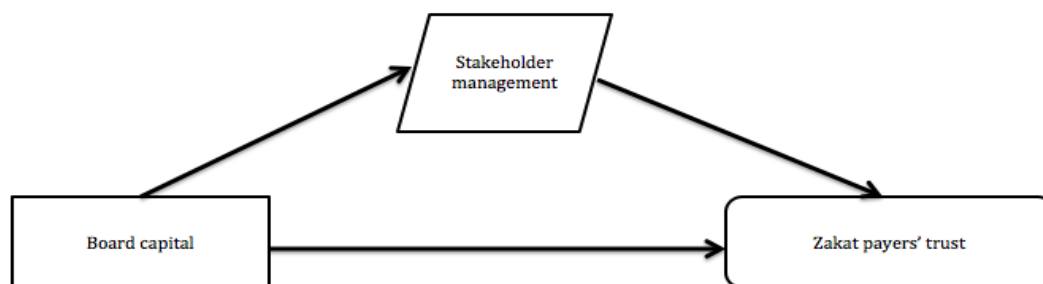 Stakeholder
management
Board capital
Zakat payers’ trust